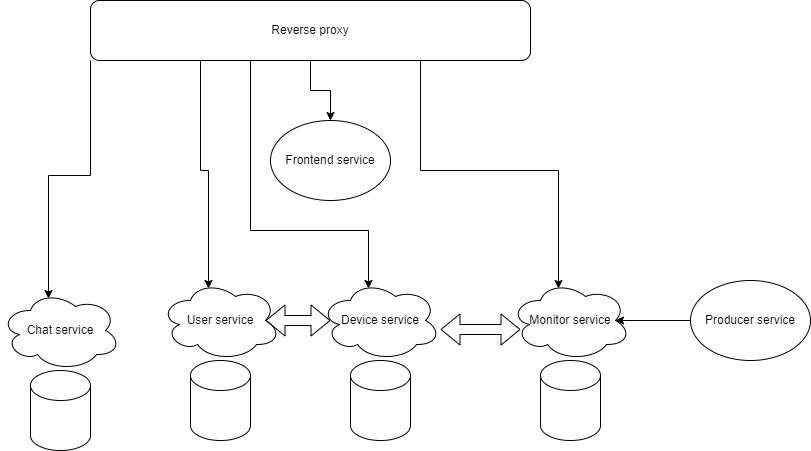 Reverse proxy
Frontend service
Chat service
User service
Device service
Monitor service
Producer service